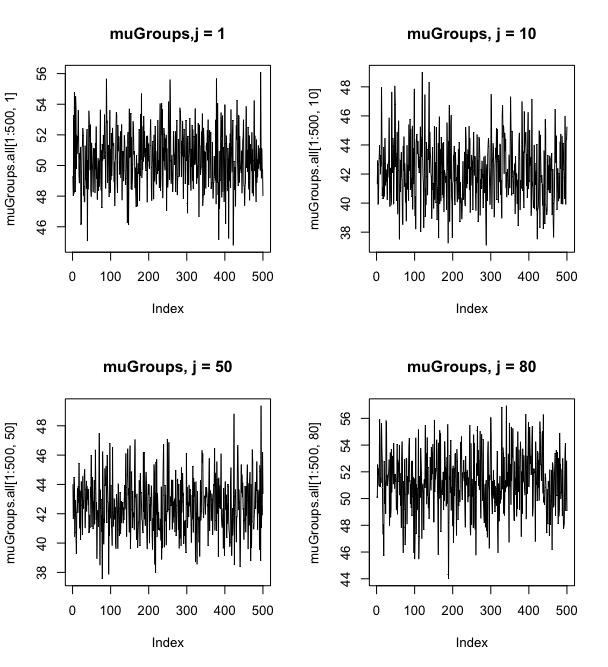 muGroups,j = 1
muGroups.all[1:500, 1]
56
54
52
50
48
46
0 100 200 300 400 500
Index
muGroups, j = 10
muGroups.all[1:500, 10]
48
46
44
42
40
38
0 100 200 300 400 500
Index
muGroups, j = 50
muGroups.all[1:500, 50]
48
46
44
42
40
38
0 100 200 300 400 500
Index
muGroups, j = 80
muGroups.all[1:500, 80]
56
54
52
50
48
46
44
0 100 200 300 400 500
Index